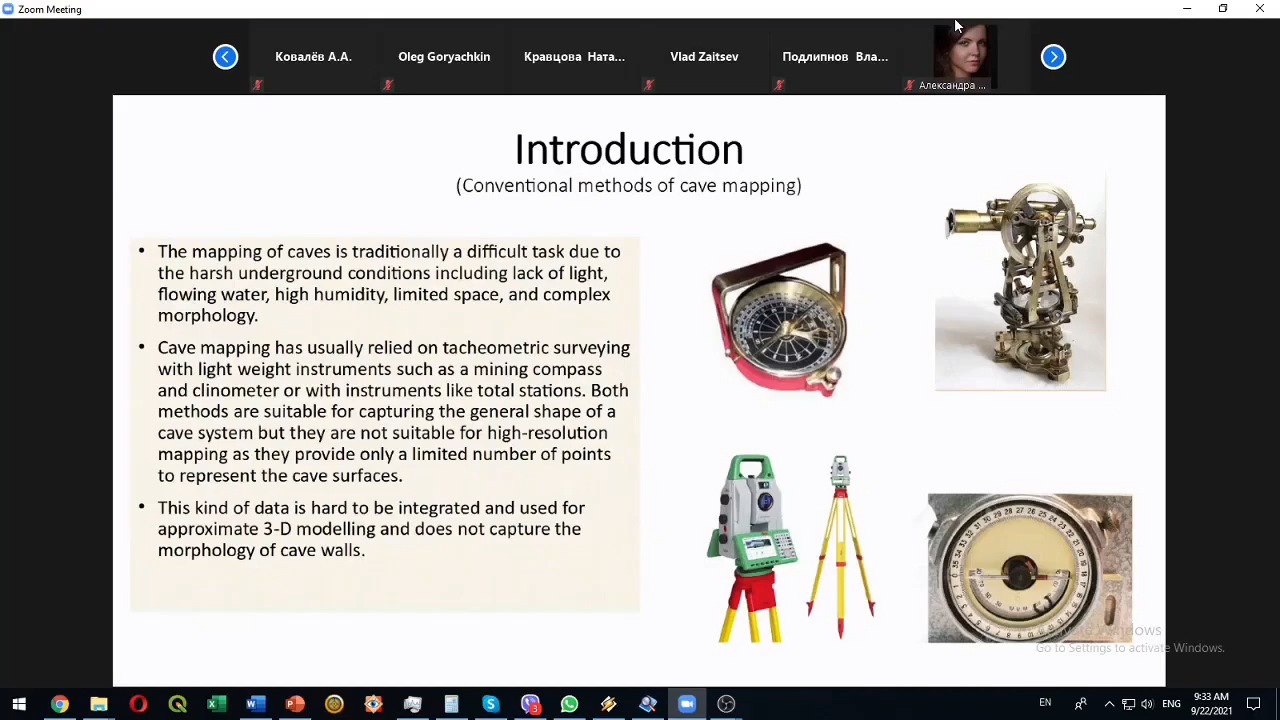 Zoom Meeting
Ковалёв А.А.
Oleg Goryachkin
Кравцова Ната...
Vlad Zaitsev
Подлипнов Вла...
Александра ...
Introduction
(Conventional methods of cave mapping)
• The mapping of caves is traditionally a difficult task due to
the harsh underground conditions including lack of light,
flowing water, high humidity, limited space, and complex
morphology.
• Cave mapping has usually relied on tacheometric surveying
with light weight instruments such as a mining compass
and clinometer or with instruments like total stations. Both
methods are suitable for capturing the general shape of a
cave system but they are not suitable for high-resolution
mapping as they provide only a limited number of points
to represent the cave surfaces.
• This kind of data is hard to be integrated and used for
approximate 3-D modelling and does not capture the
morphology of cave walls.
Activate Windows
Go to Settings to activate Windows.
EN
ENG
9:33 AM
9/22/2021